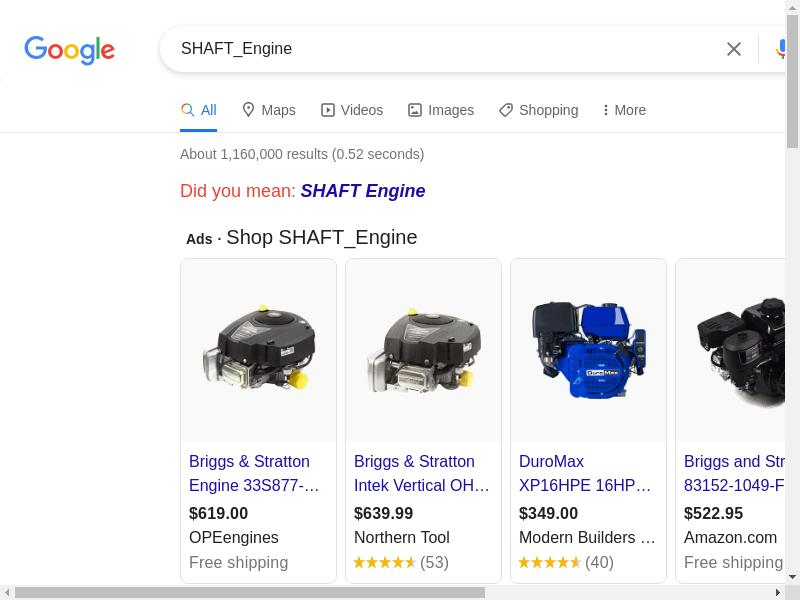 Google
SHAFT_Engine
All
Maps
Videos
Images
Shopping
More
About 1,160,000 results (0.52 seconds)
Did you mean: SHAFT Engine
Ads · Shop SHAFT_Engine
DuroMax
Briggs & Stratton
Engine 33S877-...
$619.00
OPEengines
Free shipping
Briggs & Stratton
Intek Vertical OH...
$639.99
Northern Tool
(53)
DuroMax
XP16HPE 16HP...
$349.00
Modern Builders ...
(40)
Briggs and Str
83152-1049-F
$522.95
Amazon.com
Free shipping